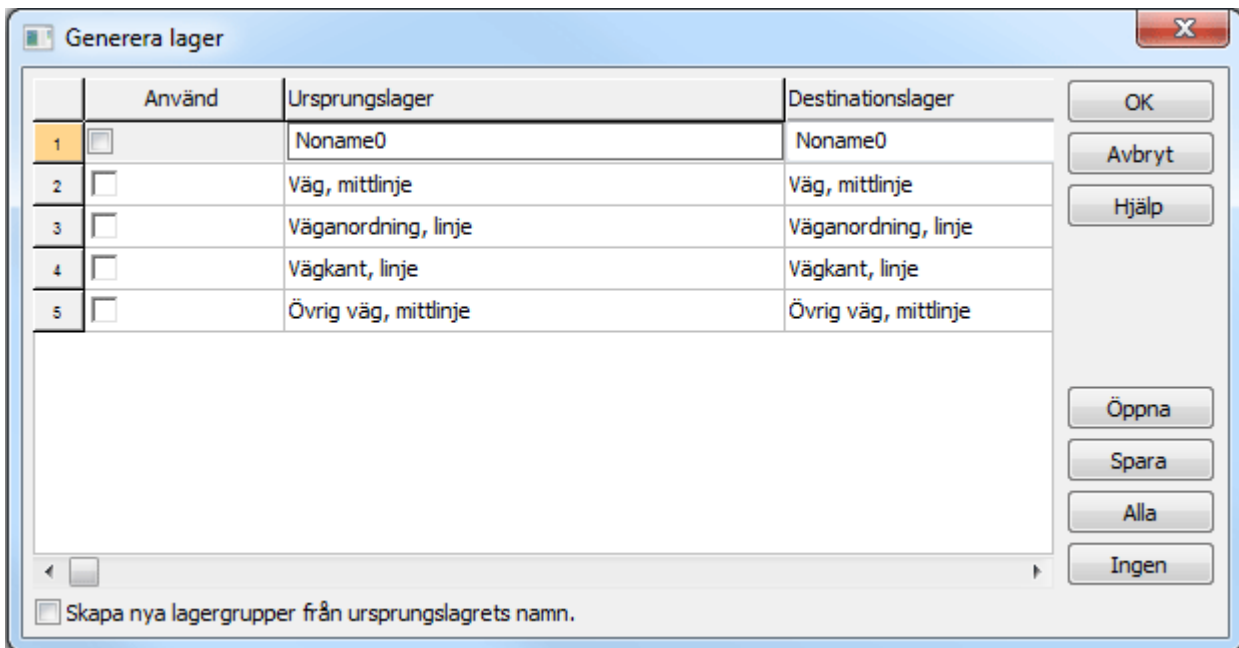 Generera lager
Använd Ursprungslager Destinationslager
1 Noname0 Noname0
2 Väg, mittlinje Väg, mittlinje
3 Väganordning, linje Väganordning, linje
4 Vägkant, linje Vägkant, linje
5 Övrig väg, mittlinje Övrig väg, mittlinje
OK
Avbryt
Hjälp
Öppna
Spara
Alla
Ingen
Skapa nya lagergrupper från ursprungslagrets namn.